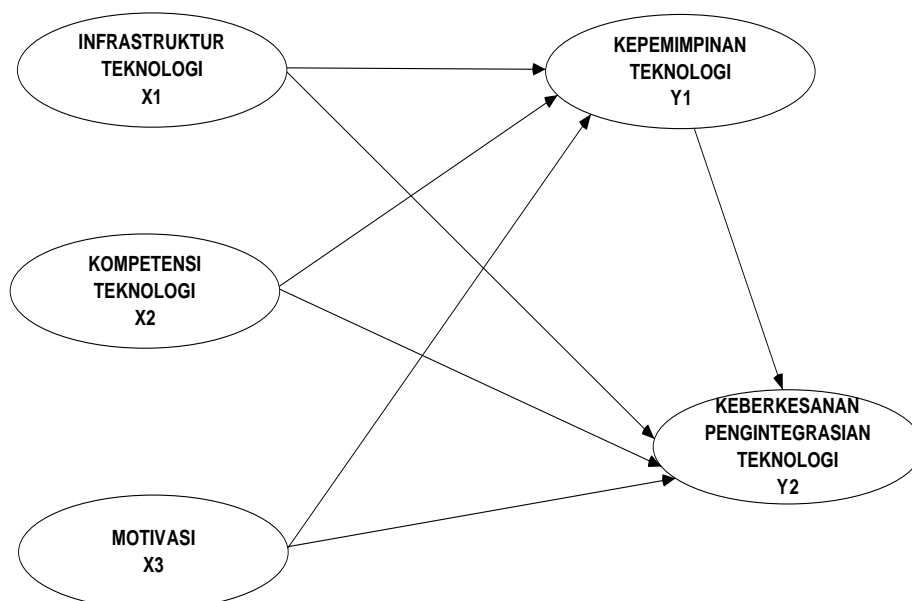 INFRASTRUKTUR
TEKNOLOGI
X1
KEPEMIMPINAN
TEKNOLOGI
Y1
KOMPETENSI
TEKNOLOGI
X2
KEBERKESANAN
PENGINTEGRASIAN
TEKNOLOGI
Y2
MOTIVASI
X3